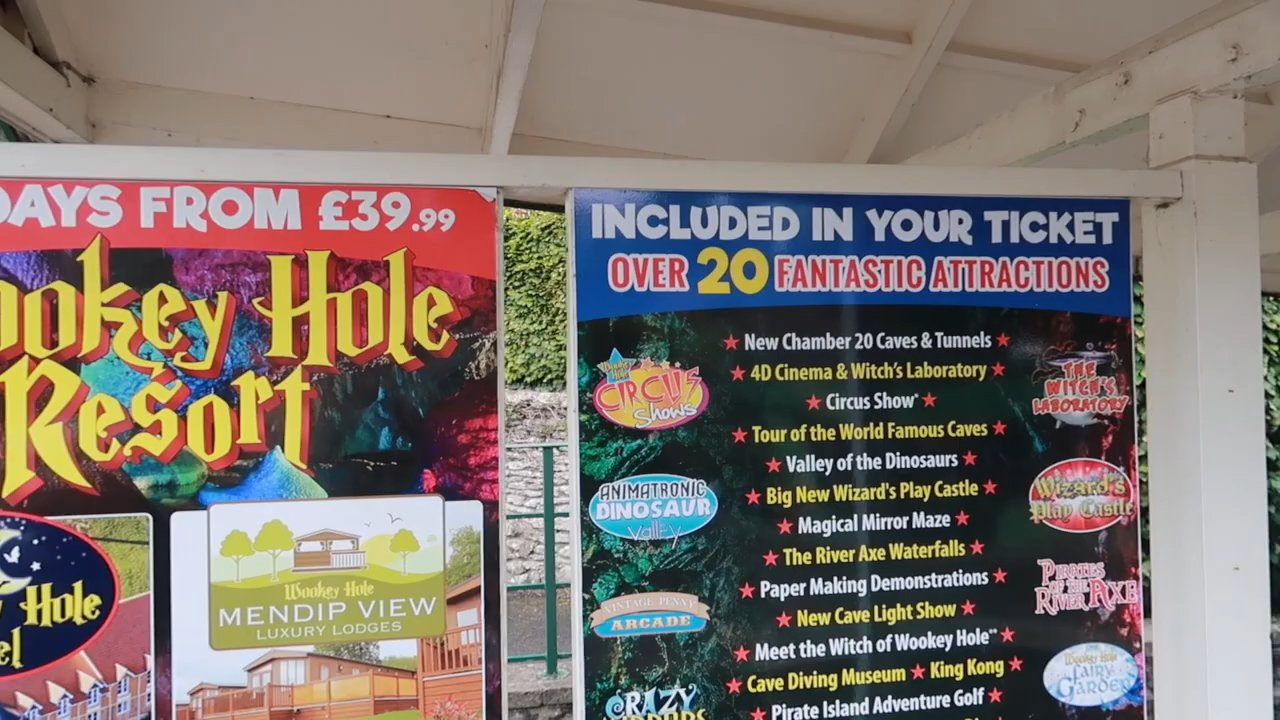 DAYS FROM £39.99
Wookey Hole
Resort
Hole
Wookey Hole
MENDIP VIEW
LUXURY LODGES
INCLUDED IN YOUR TICKET
OVER 20 FANTASTIC ATTRACTIONS
New Chamber 20 Caves & Tunnels
4D Cinema & Witch's Laboratory
Circus Show*
Tour of the World Famous Caves
Valley of the Dinosaurs
Big New Wizard's Play Castle
Magical Mirror Maze
The River Axe Waterfalls
Paper Making Demonstrations
New Cave Light Show
Meet the Witch of Wookey Hole**
Cave Diving Museum ★ King Kong
Pirate Island Adventure Golf
Wookey Hole
CIRCUS
Shows
ANIMATRONIC
DINOSAUR
Valley
VINTAGE PENNY
ARCADE
CRAZY
THE
WITCH'S
LABORATORY
Wizard's
Play Castle
PIRATES
OF THE
RIVER AXE
Wookey Hole
FAIRY
GARDEN